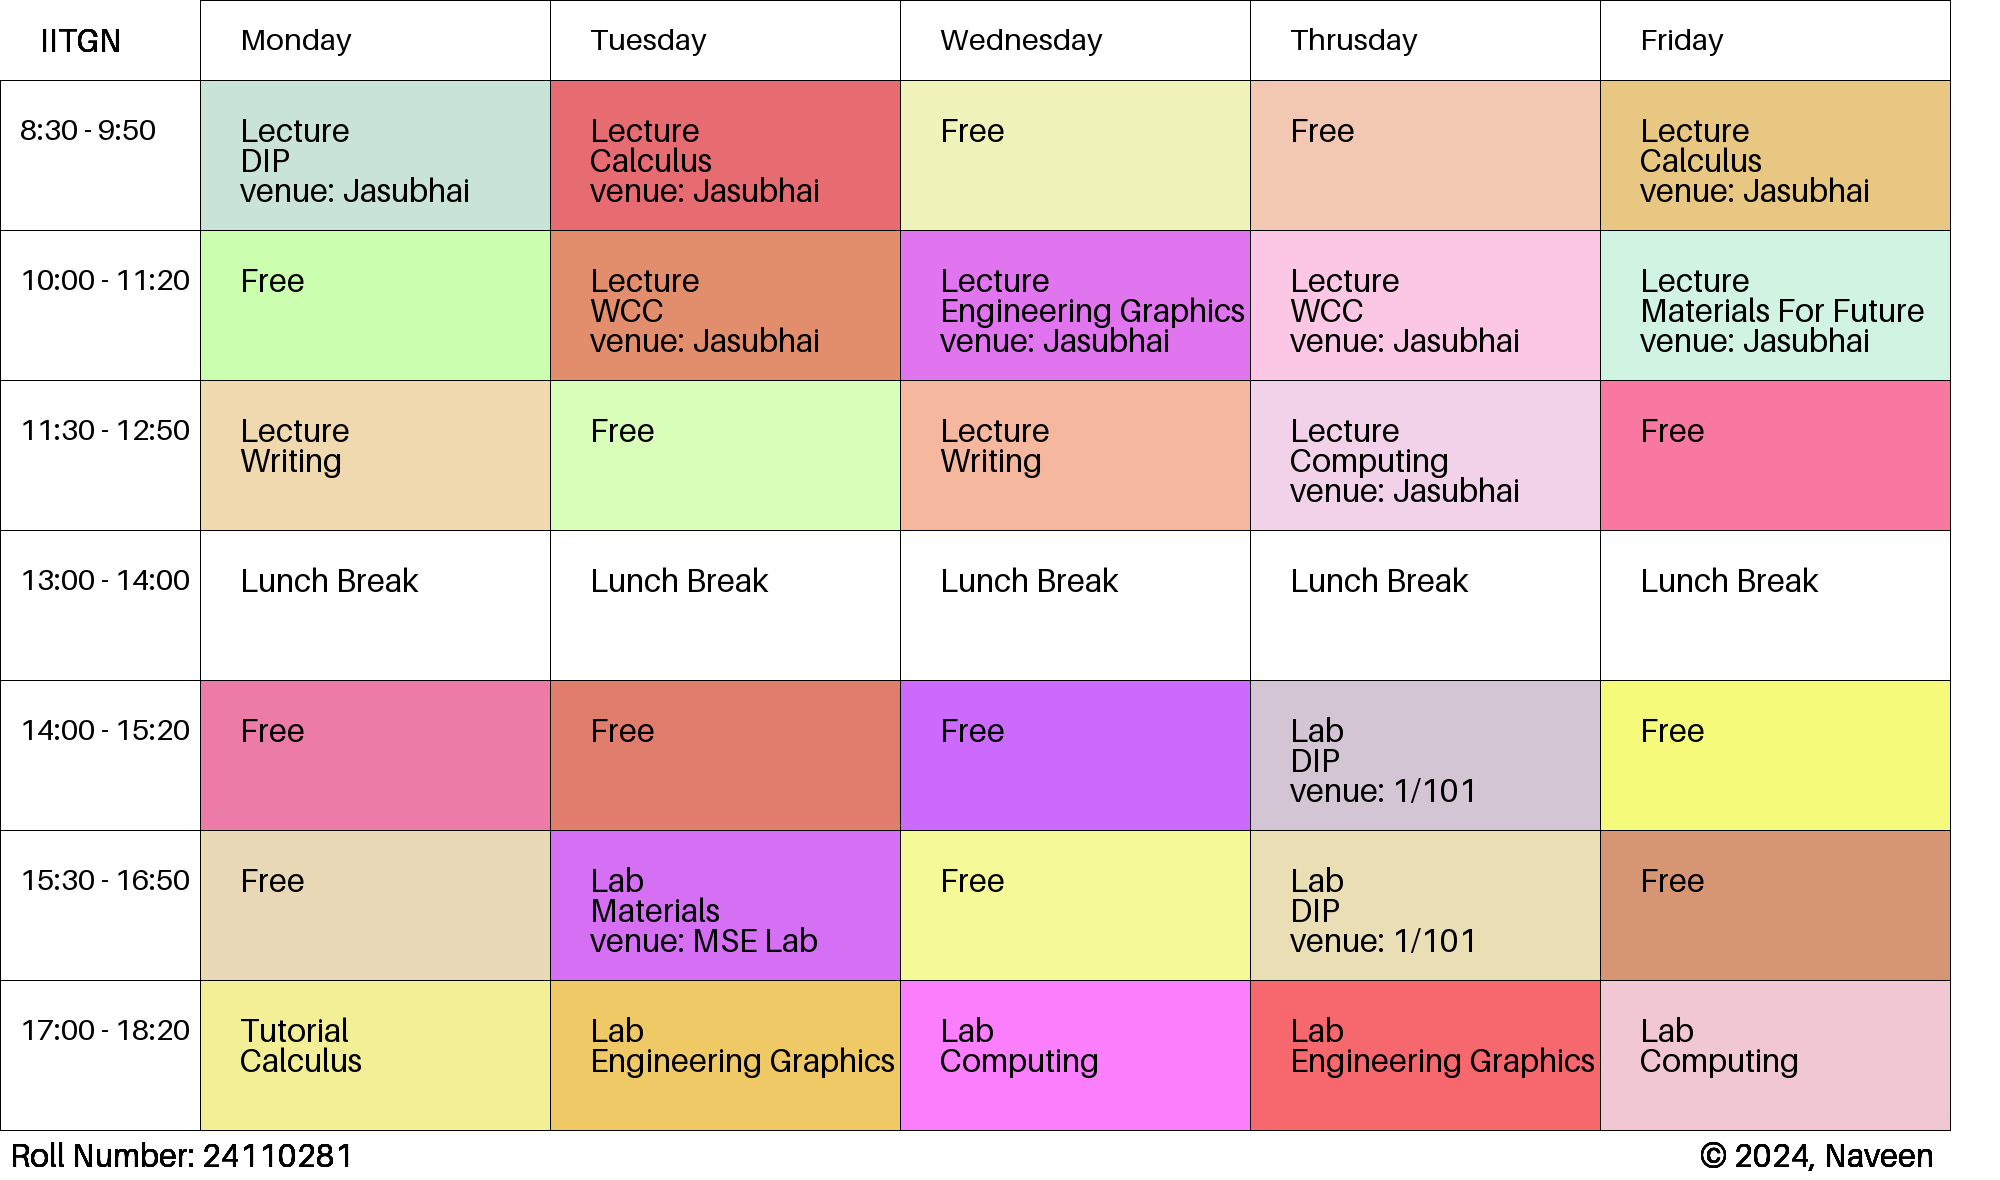 IITGN
Monday
Tuesday
Wednesday
Thrusday
Friday
8:30 - 9:50
Lecture
DIP
venue: Jasubhai
Lecture
Calculus
venue: Jasubhai
Free
Free
Lecture
Calculus
venue: Jasubhai
10:00 - 11:20
Free
Lecture
WCC
venue: Jasubhai
Lecture
Engineering Graphics
venue: Jasubhai
Lecture
WCC
venue: Jasubhai
Lecture
Materials For Future
venue: Jasubhai
11:30 - 12:50
Lecture
Writing
Free
Lecture
Writing
Lecture
Computing
venue: Jasubhai
Free
13:00 - 14:00
Lunch Break
Lunch Break
Lunch Break
Lunch Break
Lunch Break
14:00 - 15:20
Free
Free
Free
Lab
DIP
venue: 1/101
Free
15:30 - 16:50
Free
Lab
Materials
venue: MSE Lab
Free
Lab
DIP
venue: 1/101
Free
17:00 - 18:20
Tutorial
Calculus
Lab
Engineering Graphics
Lab
Computing
Lab
Engineering Graphics
Lab
Computing
Roll Number: 24110281
© 2024, Naveen